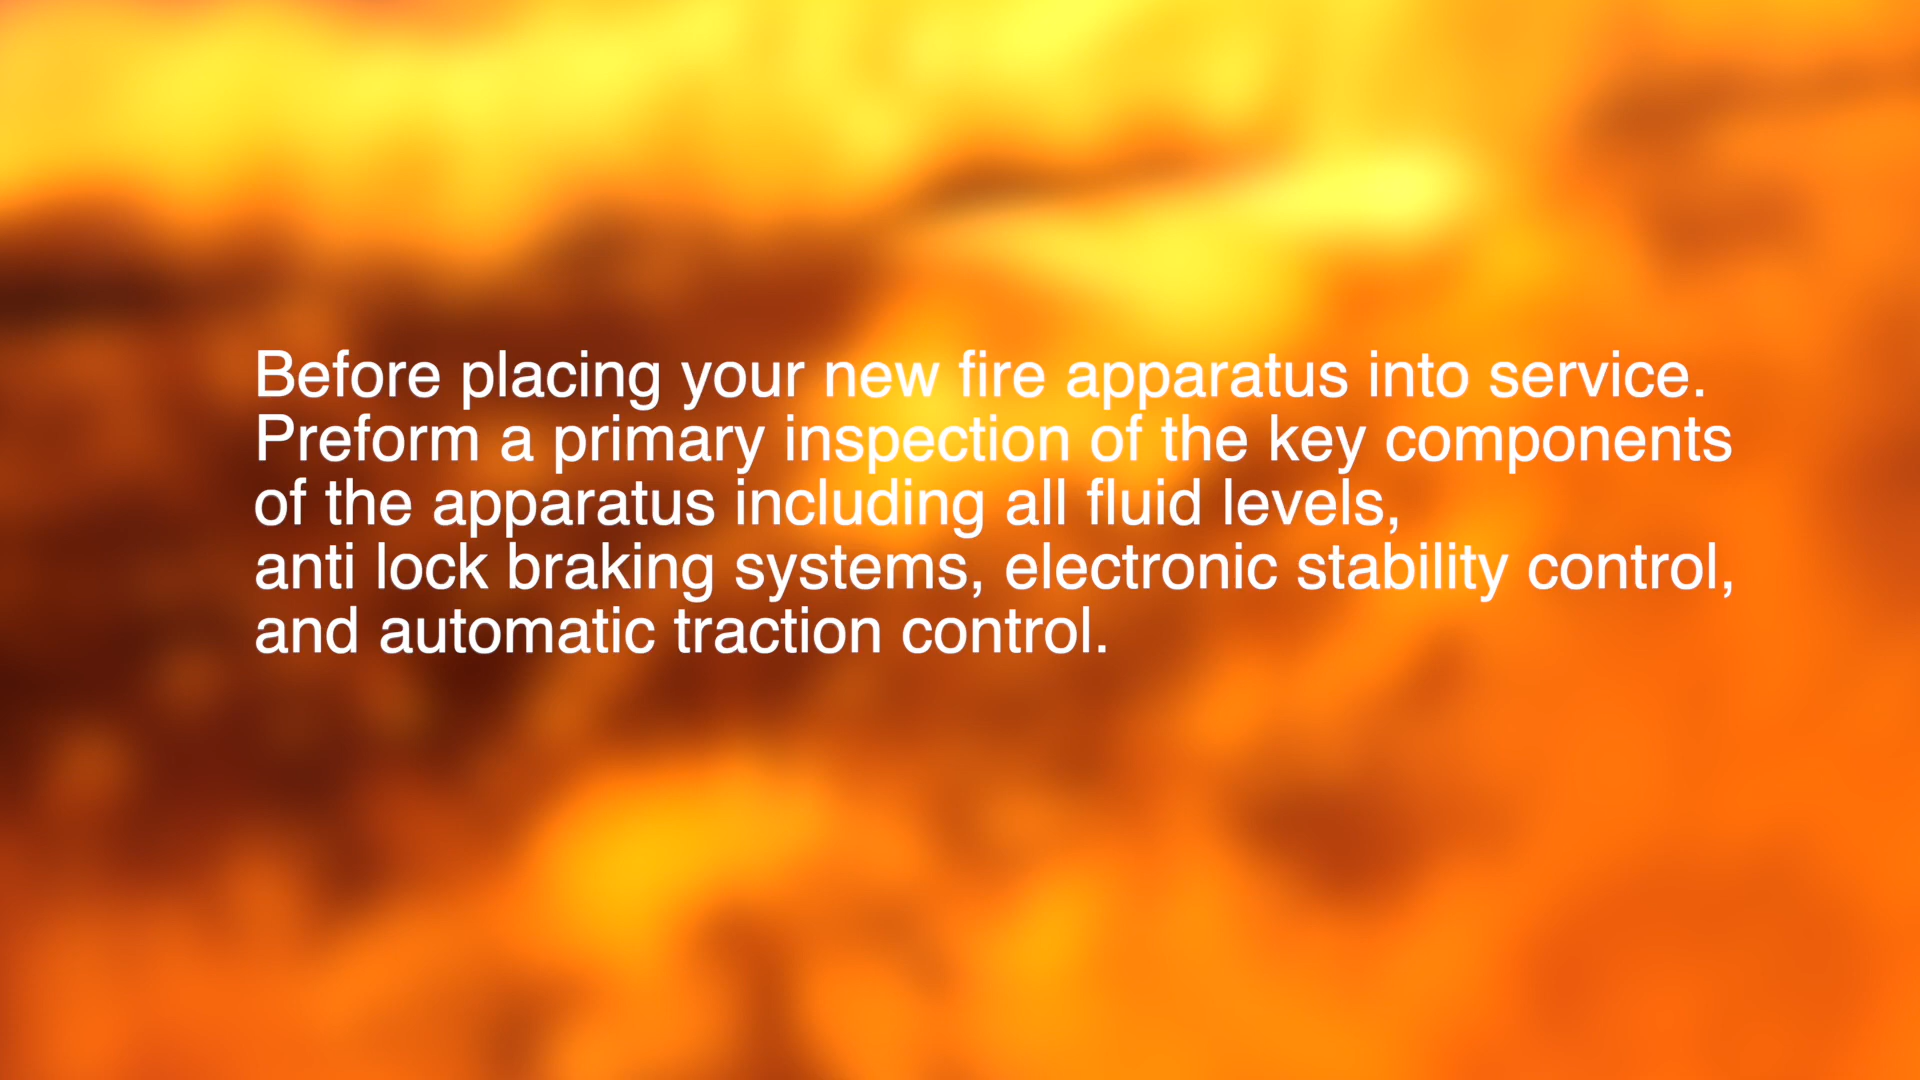 Before placing your new fire apparatus into service.
Preform a primary inspection of the key components
of the apparatus including all fluid levels,
anti lock braking systems, electronic stability control,
and automatic traction control.